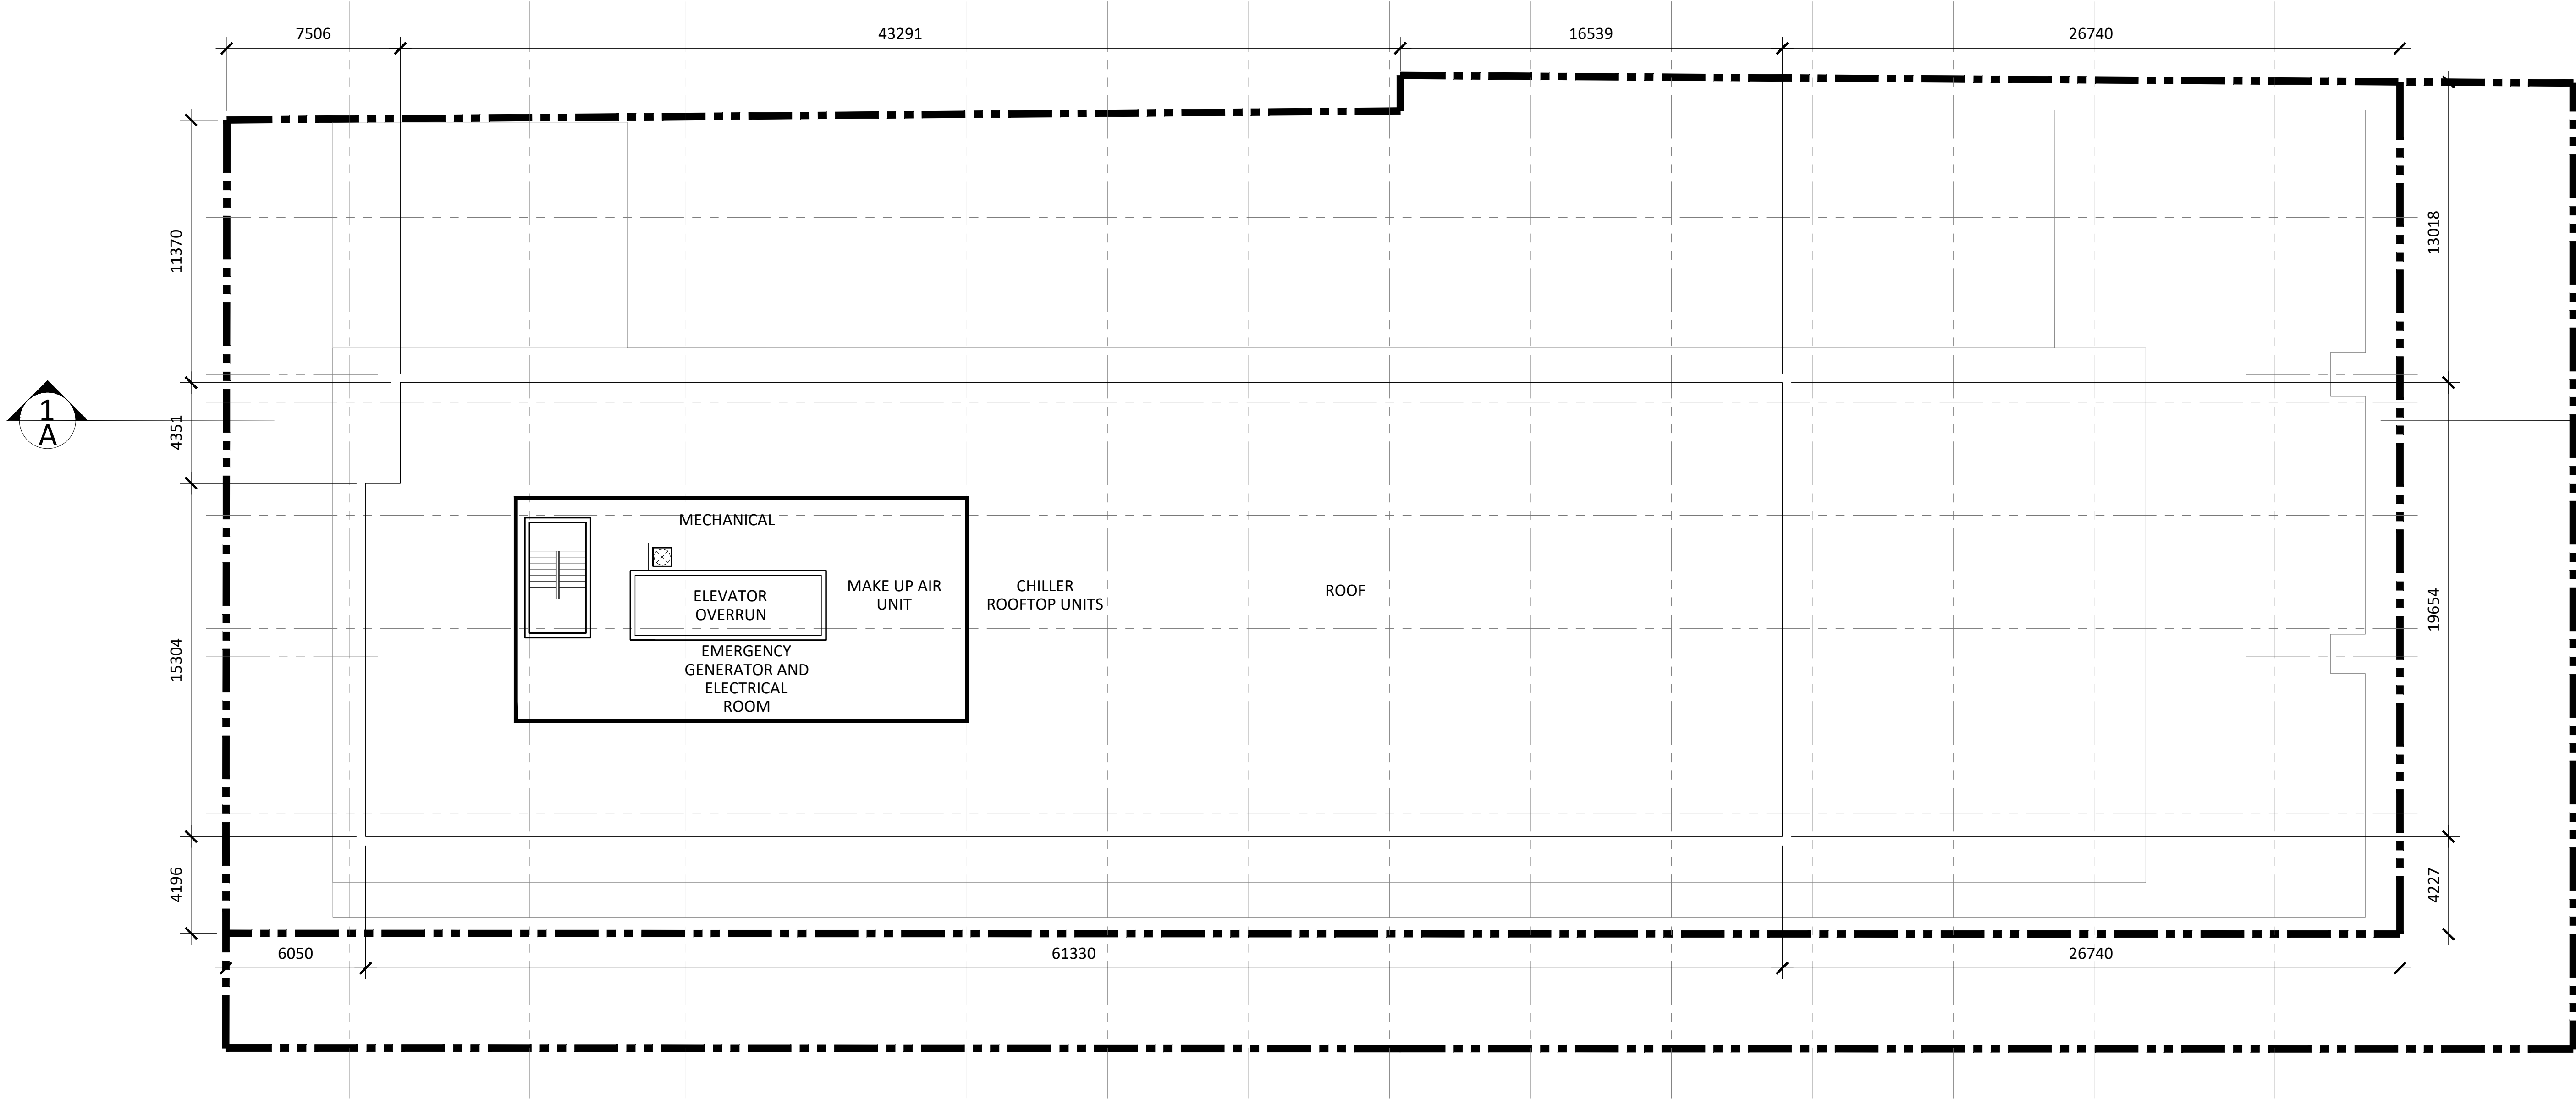 7506
43291
16539
26740
11370
13018
1
A
4351
MECHANICAL
ELEVATOR
OVERRUN
MAKE UP AIR
UNIT
CHILLER
ROOFTOP UNITS
ROOF
EMERGENCY
GENERATOR AND
ELECTRICAL
ROOM
15304
19654
4196
4227
6050
61330
26740